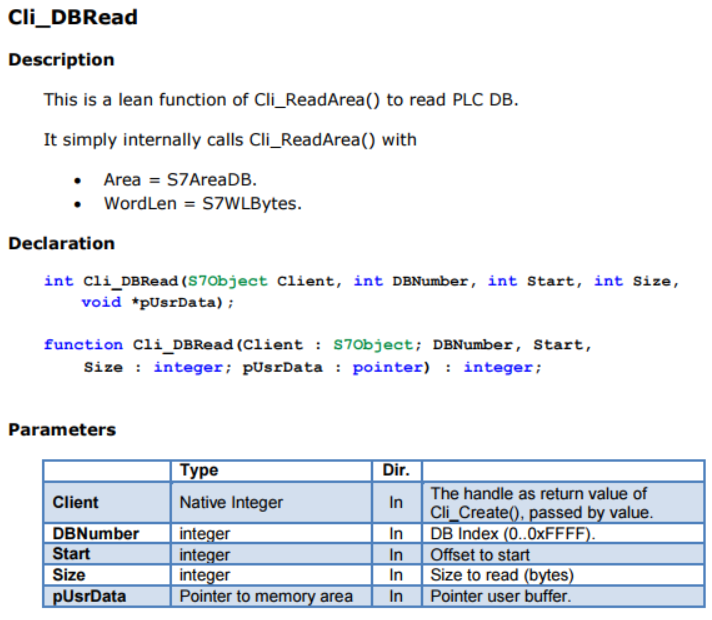 Cli_DBRead
Description
This is a lean function of Cli_ReadArea() to read PLC DB.
It simply internally calls Cli_ReadArea() with
• Area = S7AreaDB.
• WordLen = S7WLBytes.
Declaration
int Cli_DBRead(S7Object Client, int DBNumber, int Start, int Size,
void *pUsrData);
function Cli_DBRead(Client : S7Object; DBNumber, Start,
Size : integer; pUsrData : pointer) : integer;
Parameters
Type Dir.
Client Native Integer In The handle as return value of
Cli_Create(), passed by value.
DBNumber integer In DB Index (0..0xFFFF).
Start integer In Offset to start
Size integer In Size to read (bytes)
pUsrData Pointer to memory area In Pointer user buffer.